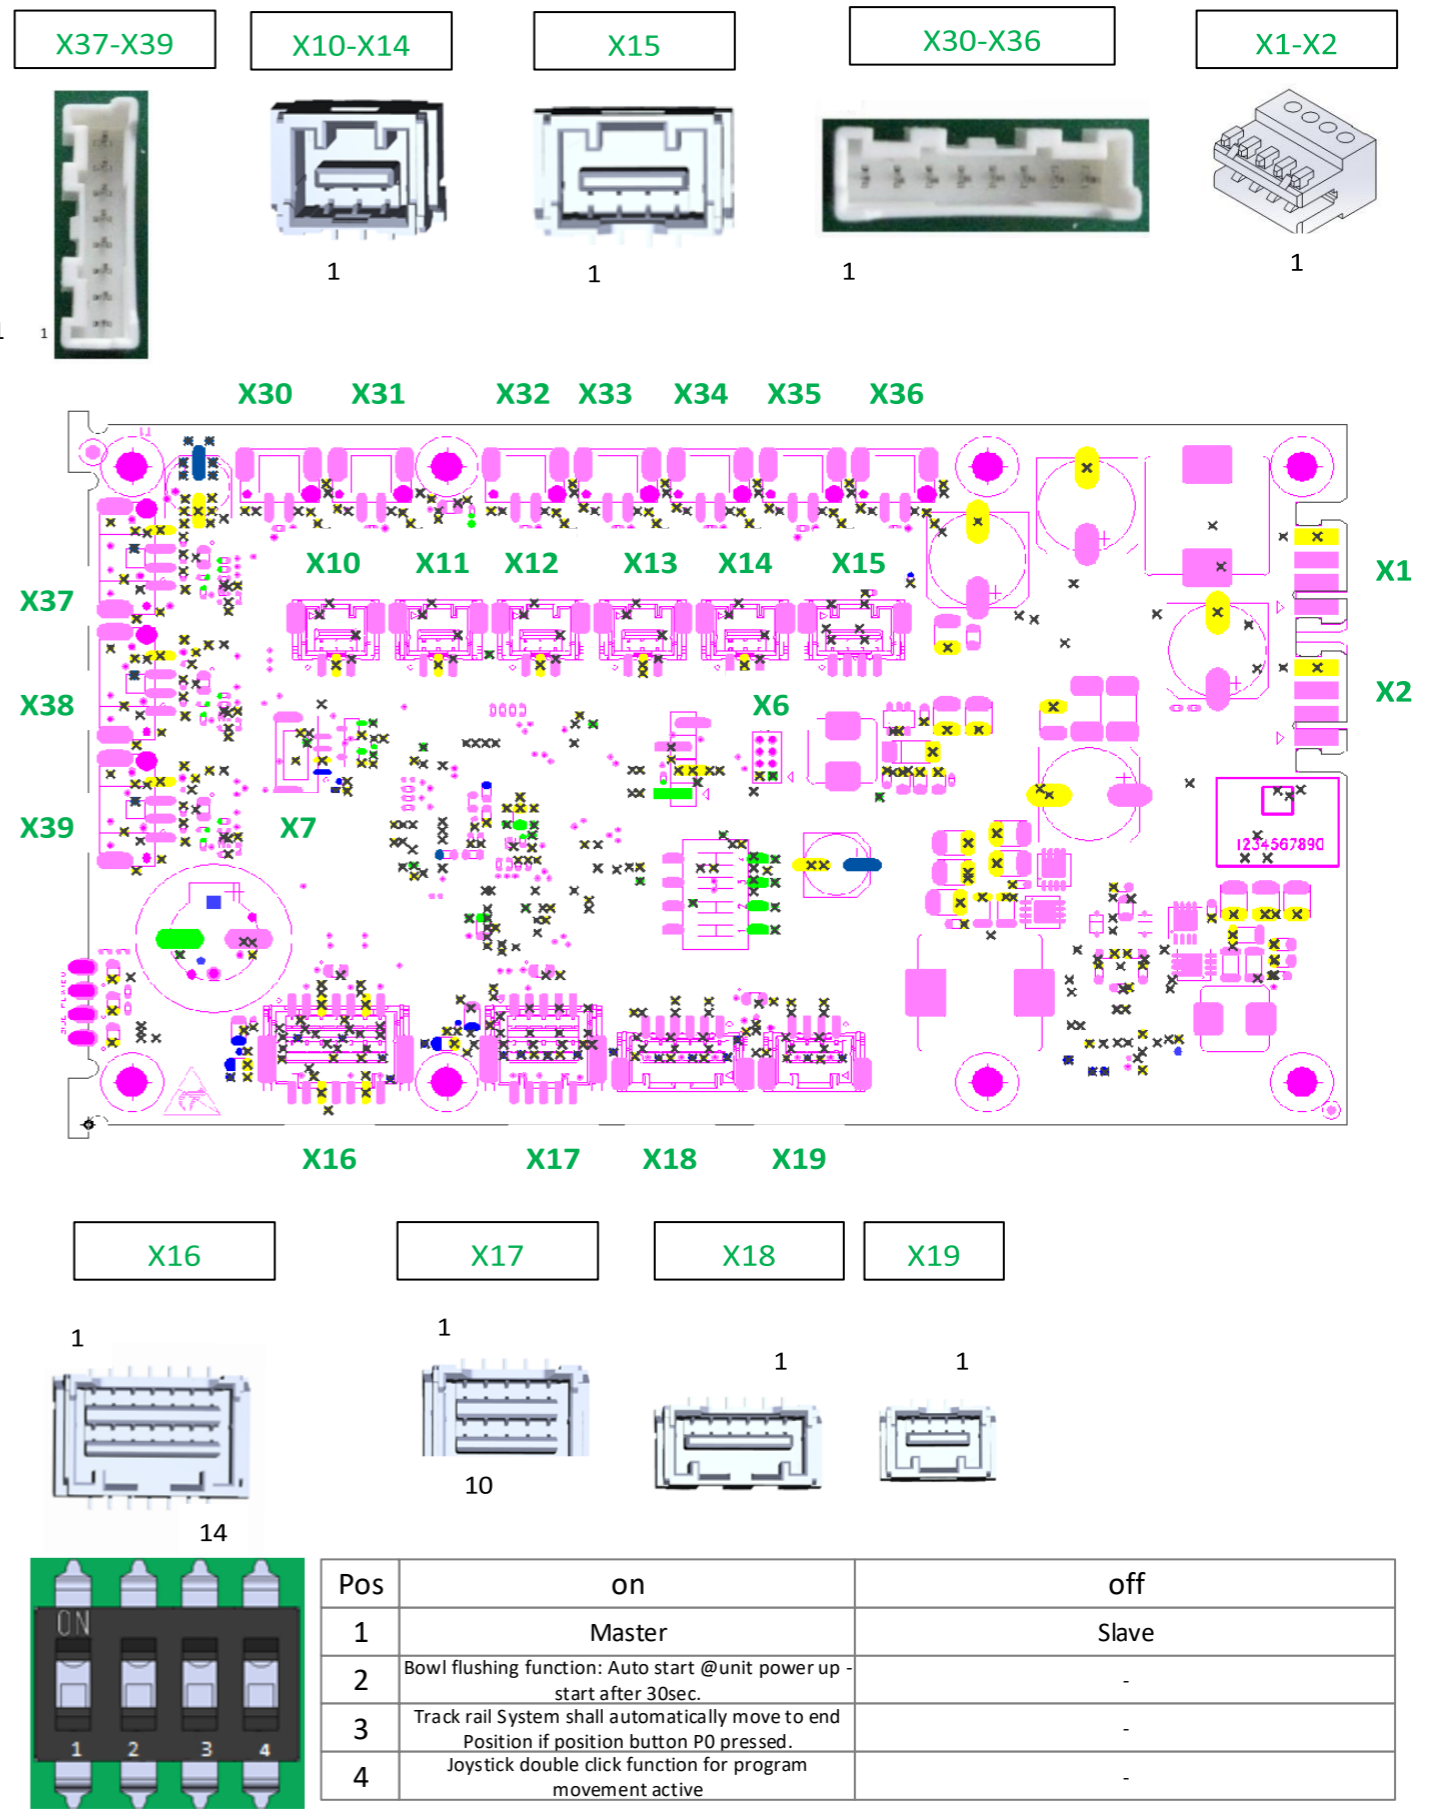 X37-X39
X10-X14
X15
X30-X36
X1-X2
1
1
1
1
1
X30
X31
X32
X33
X34
X35
X36
X10
X11
X12
X13
X14
X15
X1
X37
X38
X2
X6
X39
X7
1234567890
X16
X17
X18
X19
X16
X17
X18
X19
1
1
1
1
10
14
ON
1 2 3 4
Pos on off
1 Master Slave
2 Bowl flushing function: Auto start @unit power up -
start after 30sec. -
3 Track rail System shall automatically move to end
Position if position button P0 pressed. -
4 Joystick double click function for program
movement active -